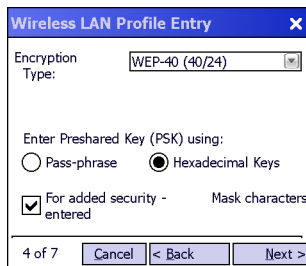 Wireless LAN Profile Entry
Encryption Type:
WEP-40 (40/24)
Enter Preshared Key (PSK) using:
Pass-phrase
Hexadecimal Keys
For added security - Mask characters
entered
4 of 7
Cancel
< Back
Next >